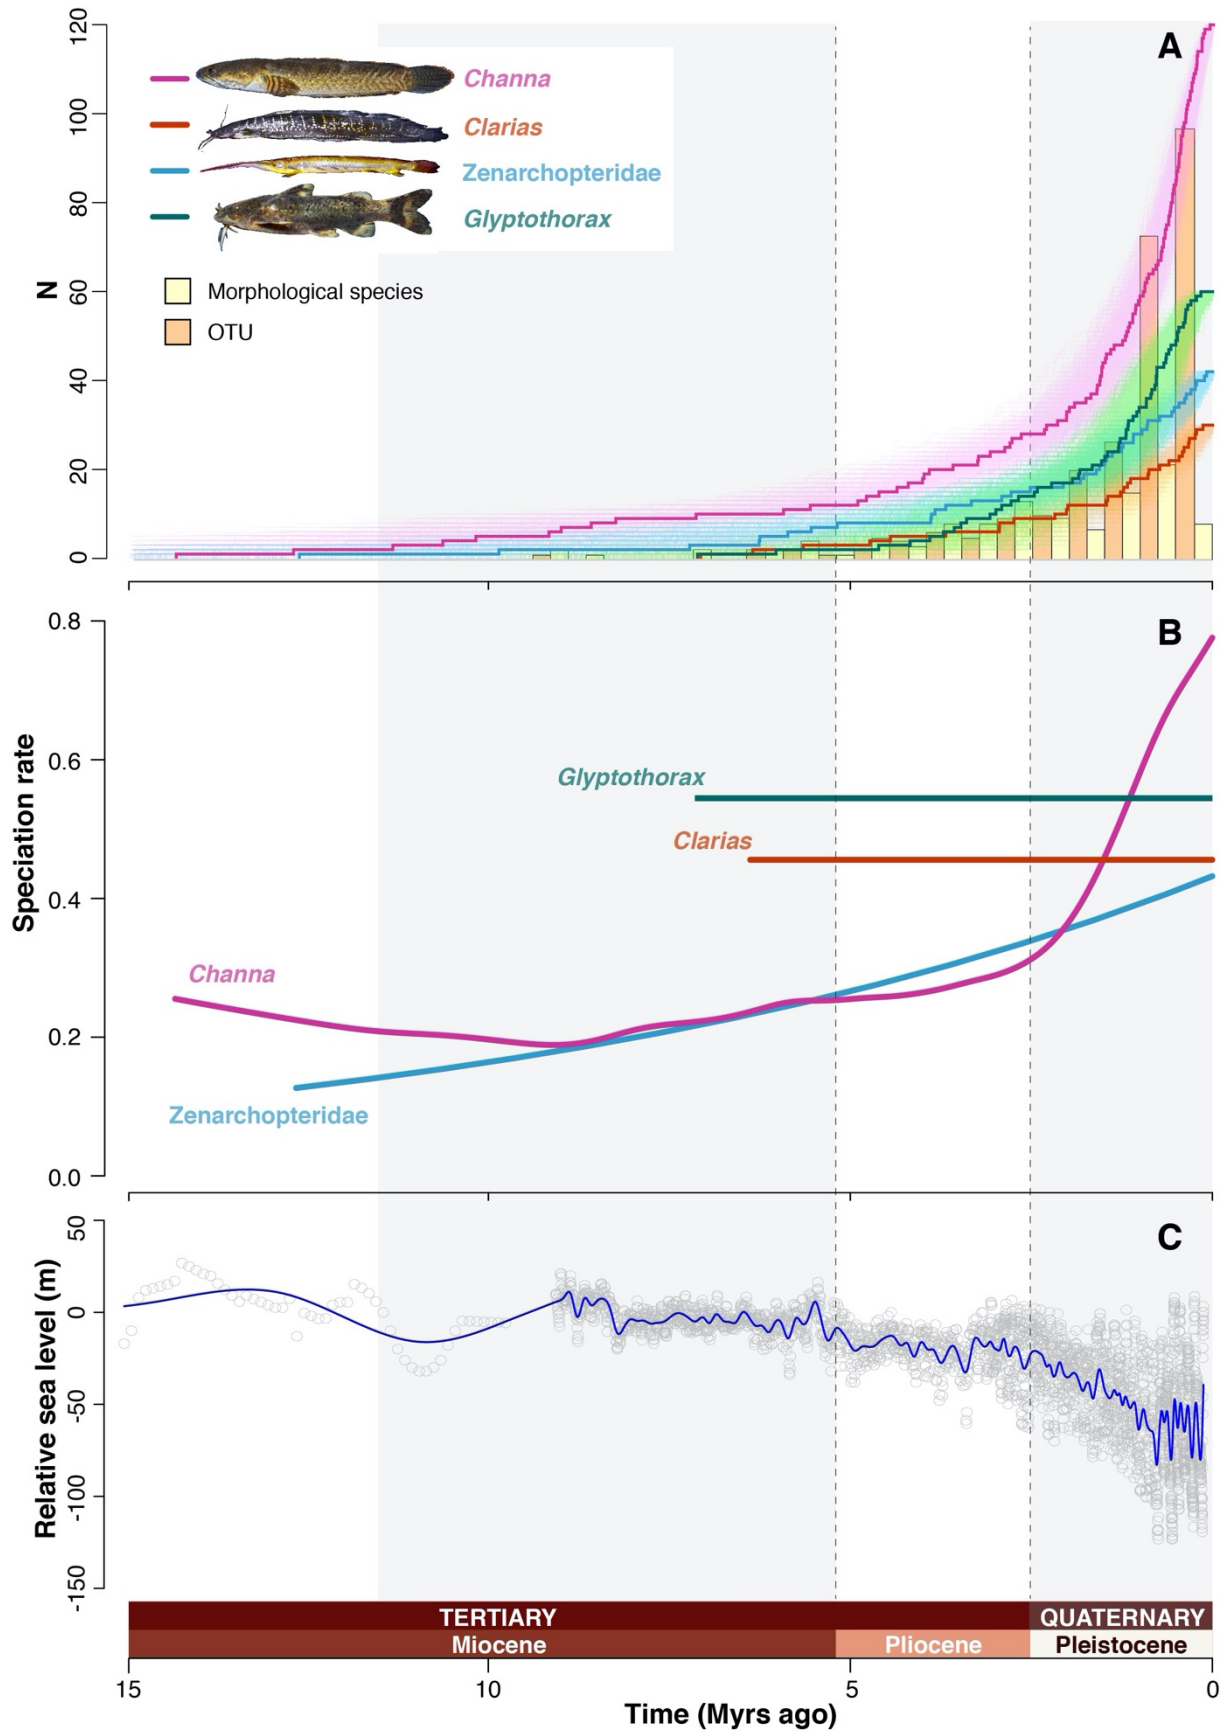 A
120
100
80
60
40
20
0
N
Channa
Clarias
Zenarchopteridae
Glyptothorax
Morphological species
OTU
B
0.8
0.6
0.4
0.2
0.0
Speciation rate
Glyptothorax
Clarias
Channa
Zenarchopteridae
C
50
0
-50
-100
-150
Relative sea level (m)
TERTIARY QUATERNARY
Miocene Pliocene Pleistocene
15 10 5 0
Time (Myrs ago)